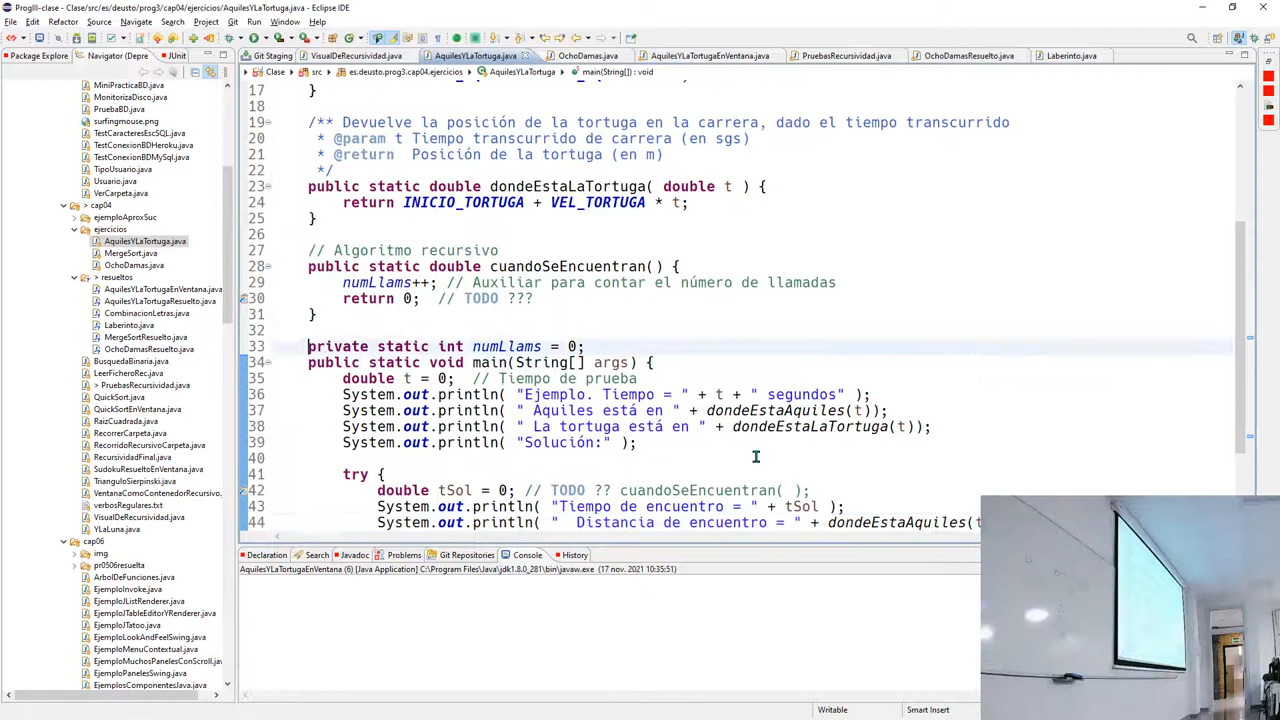 ProgIII-clase - Clase/src/es/deusto/prog3/cap04/ejercicios/AquilesYLaTortuga.java - Eclipse IDE
File Edit Refactor Source Navigate Search Project Git Run Window Help
Package Explorer
Navigator (Depre
JUnit
Git Staging
VisualDeRecursividad.java
AquilesYLaTortuga.java
OchoDamas.java
AquilesYLaTortugaEnVentana.java
PruebasRecursividad.java
OchoDamasResuelto.java
Laberinto.java
Clase
src
es.deusto.prog3.cap04.ejercicios
AquilesYLaTortuga
main(String[]) : void
MiniPracticaBD.java
MonitorizaDisco.java
PruebaBD.java
surfingmouse.png
TestCaracteresEscSQL.java
TestConexionBDHeroku.java
TestConexionBDMySql.java
TipoUsuario.java
Usuario.java
VerCarpeta.java
> cap04
ejemploAproxSuc
ejercicios
AquilesYLaTortuga.java
MergeSort.java
OchoDamas.java
> resueltos
AquilesYLaTortugaEnVentana.java
AquilesYLaTortugaResuelto.java
CombinacionLetras.java
Laberinto.java
MergeSortResuelto.java
OchoDamasResuelto.java
BusquedaBinaria.java
LeerFicheroRec.java
> PruebasRecursividad.java
QuickSort.java
QuickSortEnVentana.java
RaizCuadrada.java
RecorrerCarpeta.java
RecorridoRecursivoCarpeta.java
RecursividadFinal.java
SudokuResueltoEnVentana.java
TrianguloSierpinski.java
VentanaComoContenedorRecursivo.
verbosRegulares.txt
VisualDeRecursividad.java
YLaLuna.java
cap06
img
pr0506resuelta
ArbolDeFunciones.java
EjemploInvoke.java
EjemploJListRenderer.java
EjemploJTableEditorYRenderer.java
EjemploJTatoo.java
EjemploLookAndFeelSwing.java
EjemploMenuContextual.java
EjemploMuchosPanelesConScroll.java
EjemploPanelesSwing.java
EjemplosComponentesJava.java
17 }
18
19 /** Devuelve la posición de la tortuga en la carrera, dado el tiempo transcurrido
20 * @param t Tiempo transcurrido de carrera (en sgs)
21 * @return Posición de la tortuga (en m)
22 */
23 public static double dondeEstaLaTortuga( double t ) {
24 return INICIO_TORTUGA + VEL_TORTUGA * t;
25 }
26
27 // Algoritmo recursivo
28 public static double cuandoSeEncuentran() {
29 numLlams++; // Auxiliar para contar el número de llamadas
30 return 0; // TODO ???
31 }
32
33 private static int numLlams = 0;
34 public static void main(String[] args) {
35 double t = 0; // Tiempo de prueba
36 System.out.println( "Ejemplo. Tiempo = " + t + " segundos" );
37 System.out.println( " Aquiles está en " + dondeEstaAquiles(t));
38 System.out.println( " La tortuga está en " + dondeEstaLaTortuga(t));
39 System.out.println( "Solución:" );
40
41 try {
42 double tSol = 0; // TODO ?? cuandoSeEncuentran( );
43 System.out.println( "Tiempo de encuentro = " + tSol );
44 System.out.println( " Distancia de encuentro = " + dondeEstaAquiles(t
Declaration
Search
Javadoc
Problems
Git Repositories
Console
History
AquilesYLaTortugaEnVentana (6) [Java Application] C:\Program Files\Java\jdk1.8.0_281\bin\javaw.exe (17 nov. 2021 10:35:51)
Writable
Smart Insert